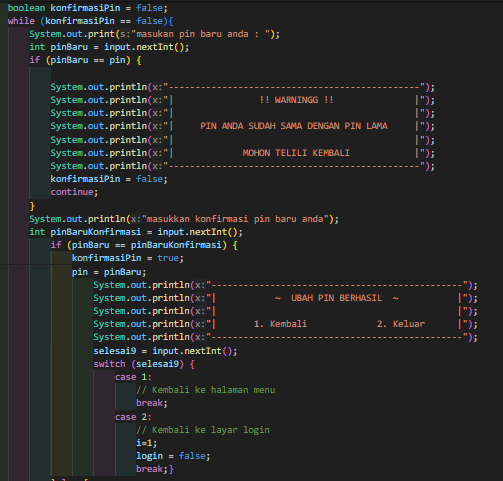 boolean konfirmasiPin = false;
while (konfirmasiPin == false){
System.out.print(s:"masukan pin baru anda : ");
int pinBaru = input.nextInt();
if (pinBaru == pin) {
System.out.println(x:"-----------------------------------------------");
System.out.println(x:"|                !! WARNINGG !!               |");
System.out.println(x:"|                                             |");
System.out.println(x:"|     PIN ANDA SUDAH SAMA DENGAN PIN LAMA     |");
System.out.println(x:"|                                             |");
System.out.println(x:"|             MOHON TELILI KEMBALI            |");
System.out.println(x:"-----------------------------------------------");
konfirmasiPin = false;
continue;
}
System.out.println(x:"masukkan konfirmasi pin baru anda");
int pinBaruKonfirmasi = input.nextInt();
if (pinBaru == pinBaruKonfirmasi) {
konfirmasiPin = true;
pin = pinBaru;
System.out.println(x:"-----------------------------------------------");
System.out.println(x:"|           ~  UBAH PIN BERHASIL  ~           |");
System.out.println(x:"|                                             |");
System.out.println(x:"|       1. Kembali             2. Keluar      |");
System.out.println(x:"-----------------------------------------------");
selesai9 = input.nextInt();
switch (selesai9) {
case 1:
// Kembali ke halaman menu
break;
case 2:
// Kembali ke layar login
i=1;
login = false;
break;}